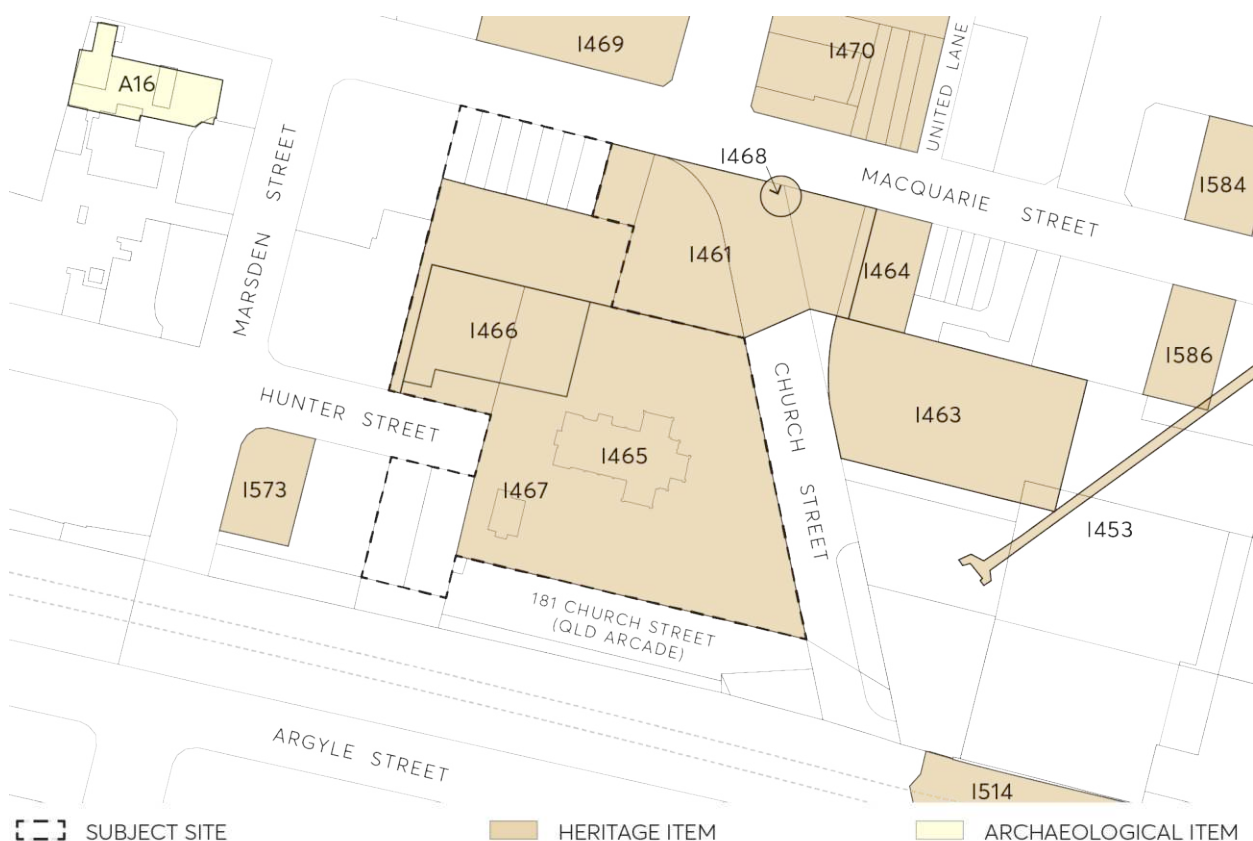 I469
I470
UNITED LANE
A16
I468
MACQUARIE STREET
I584
MARSDEN STREET
I461
I464
I466
I586
CHURCH STREET
HUNTER STREET
I463
I465
I573
I467
I453
181 CHURCH STREET
(QLD ARCADE)
ARGYLE STREET
I514
SUBJECT SITE
HERITAGE ITEM
ARCHAEOLOGICAL ITEM